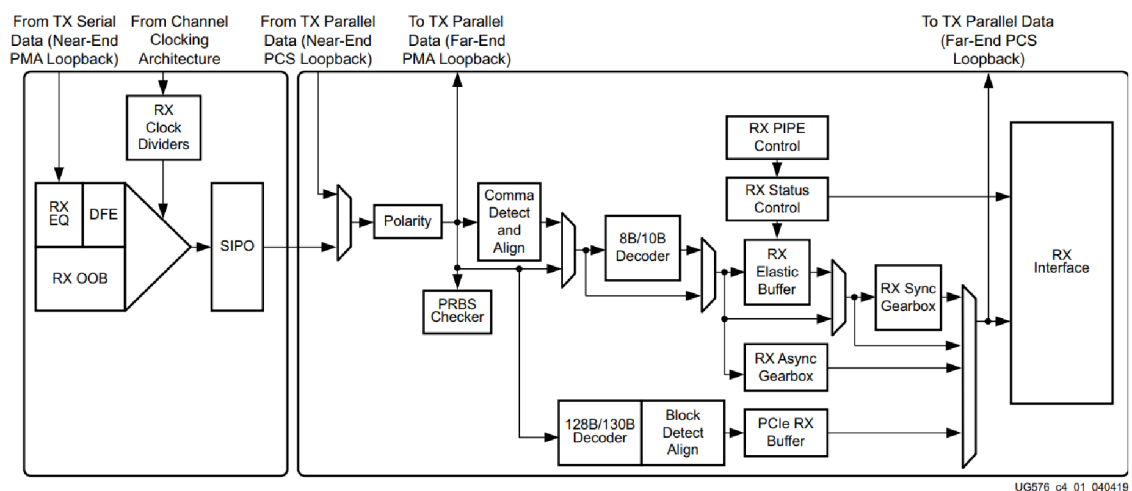 From TX Serial
Data (Near-End
PMA Loopback)
From Channel
Clocking
Architecture
From TX Parallel
Data (Near-End
PCS Loopback)
To TX Parallel
Data (Far-End
PMA Loopback)
To TX Parallel Data
(Far-End PCS
Loopback)
RX
Clock
Dividers
RX
EQ
DFE
RX OOB
SIPO
Polarity
Comma
Detect
and
Align
PRBS
Checker
8B/10B
Decoder
RX PIPE
Control
RX Status
Control
RX
Elastic
Buffer
RX Sync
Gearbox
RX Async
Gearbox
128B/130B
Decoder
Block
Detect
Align
PCIe RX
Buffer
RX
Interface
UG576_c4_01_040419